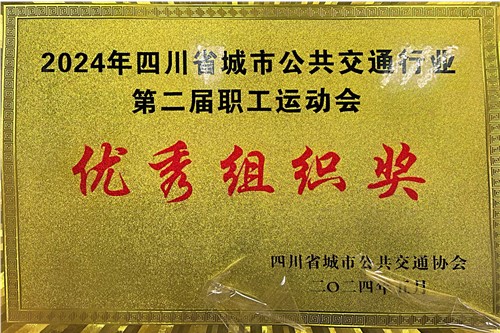 2024年四川省城市公共交通行业
第二届职工运动会
优秀组织奖
四川省城市公共交通协会
二〇二四年五月